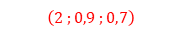 (2 ; 0,9 ; 0,7)